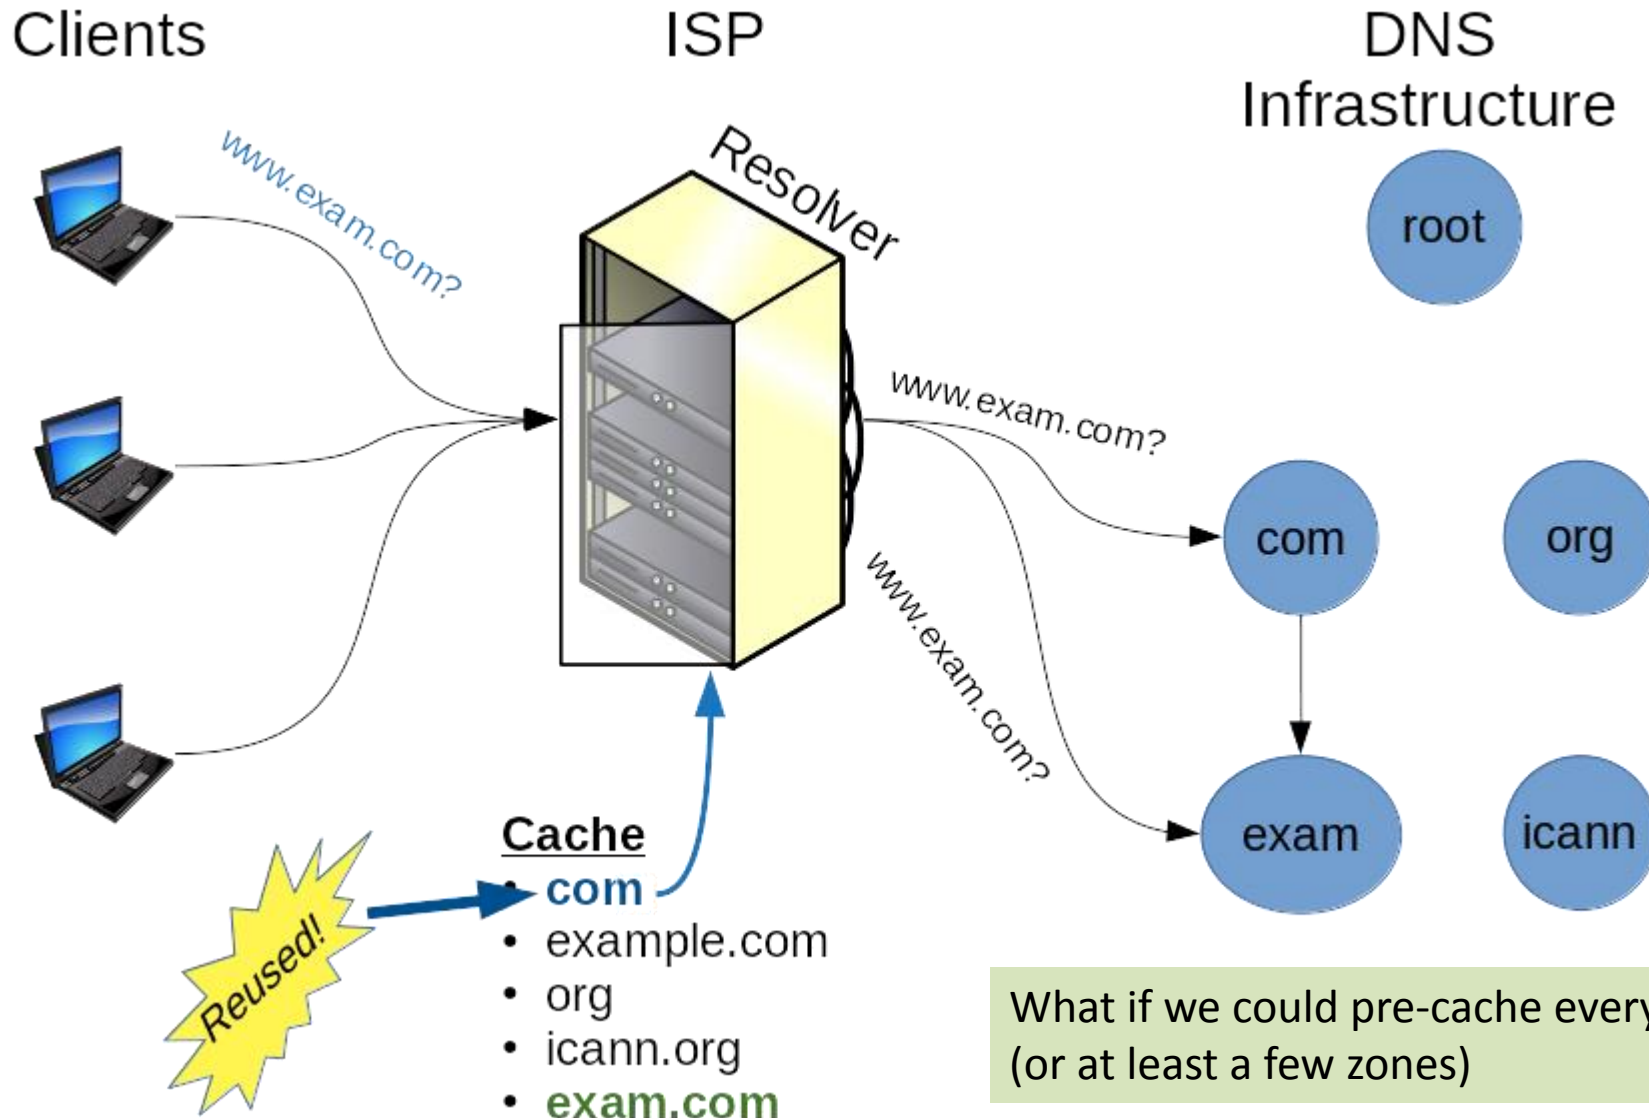 Clients
ISP
DNS
Infrastructure
www.exam.com?
Resolver
root
www.exam.com?
com
org
www.exam.com?
exam
icann
Reused!
Cache
• com
• example.com
• org
• icann.org
• exam.com
What if we could pre-cache every
(or at least a few zones)